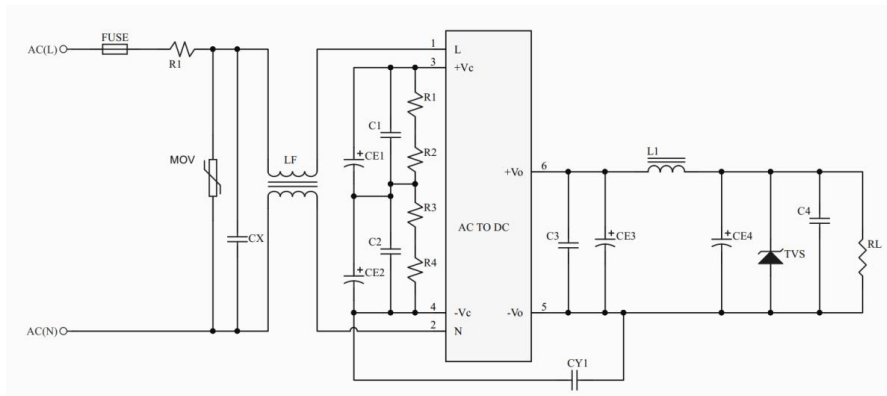 FUSE
AC(L)
R1
1
L
3
+Vc
R1
C1
MOV
LF
CE1
+
R2
6
+Vo
L1
R3
AC TO DC
CX
C2
C3
+
CE3
+
CE4
TVS
C4
RL
+
CE2
R4
4
-Vc
5
-Vo
AC(N)
2
N
CY1